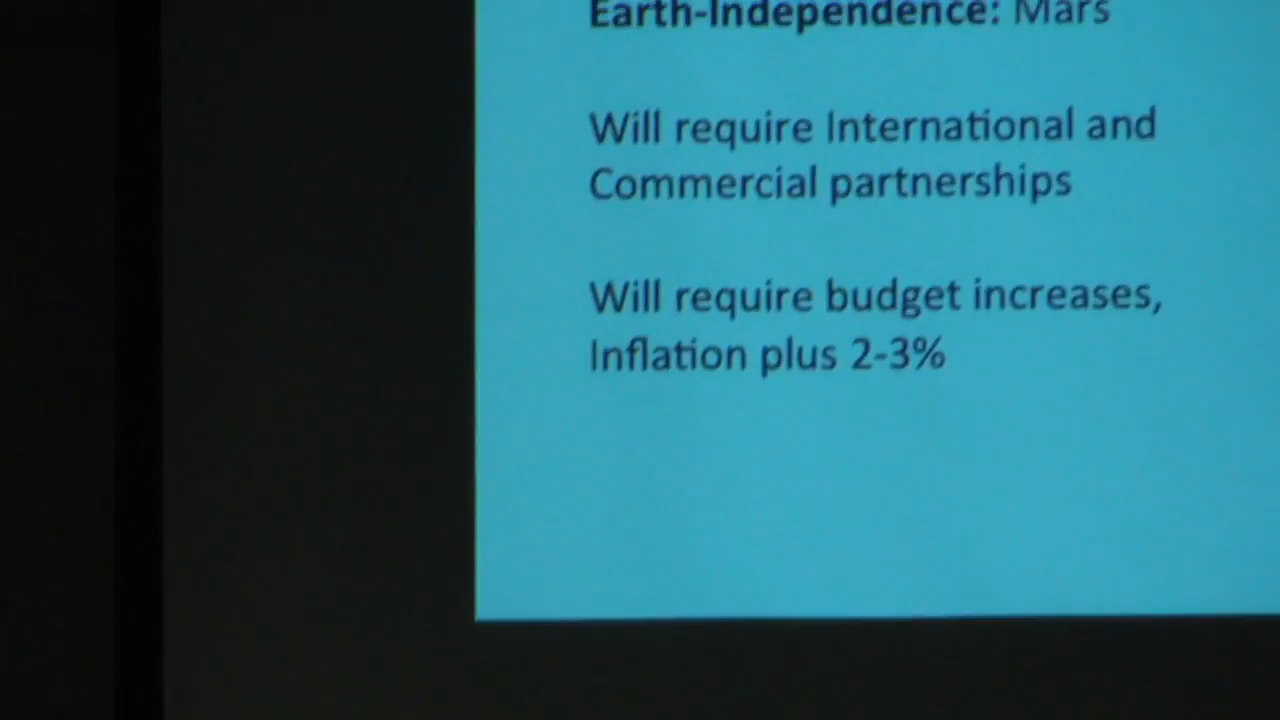 Earth-Independence: Mars
Will require International and
Commercial partnerships
Will require budget increases,
Inflation plus 2-3%